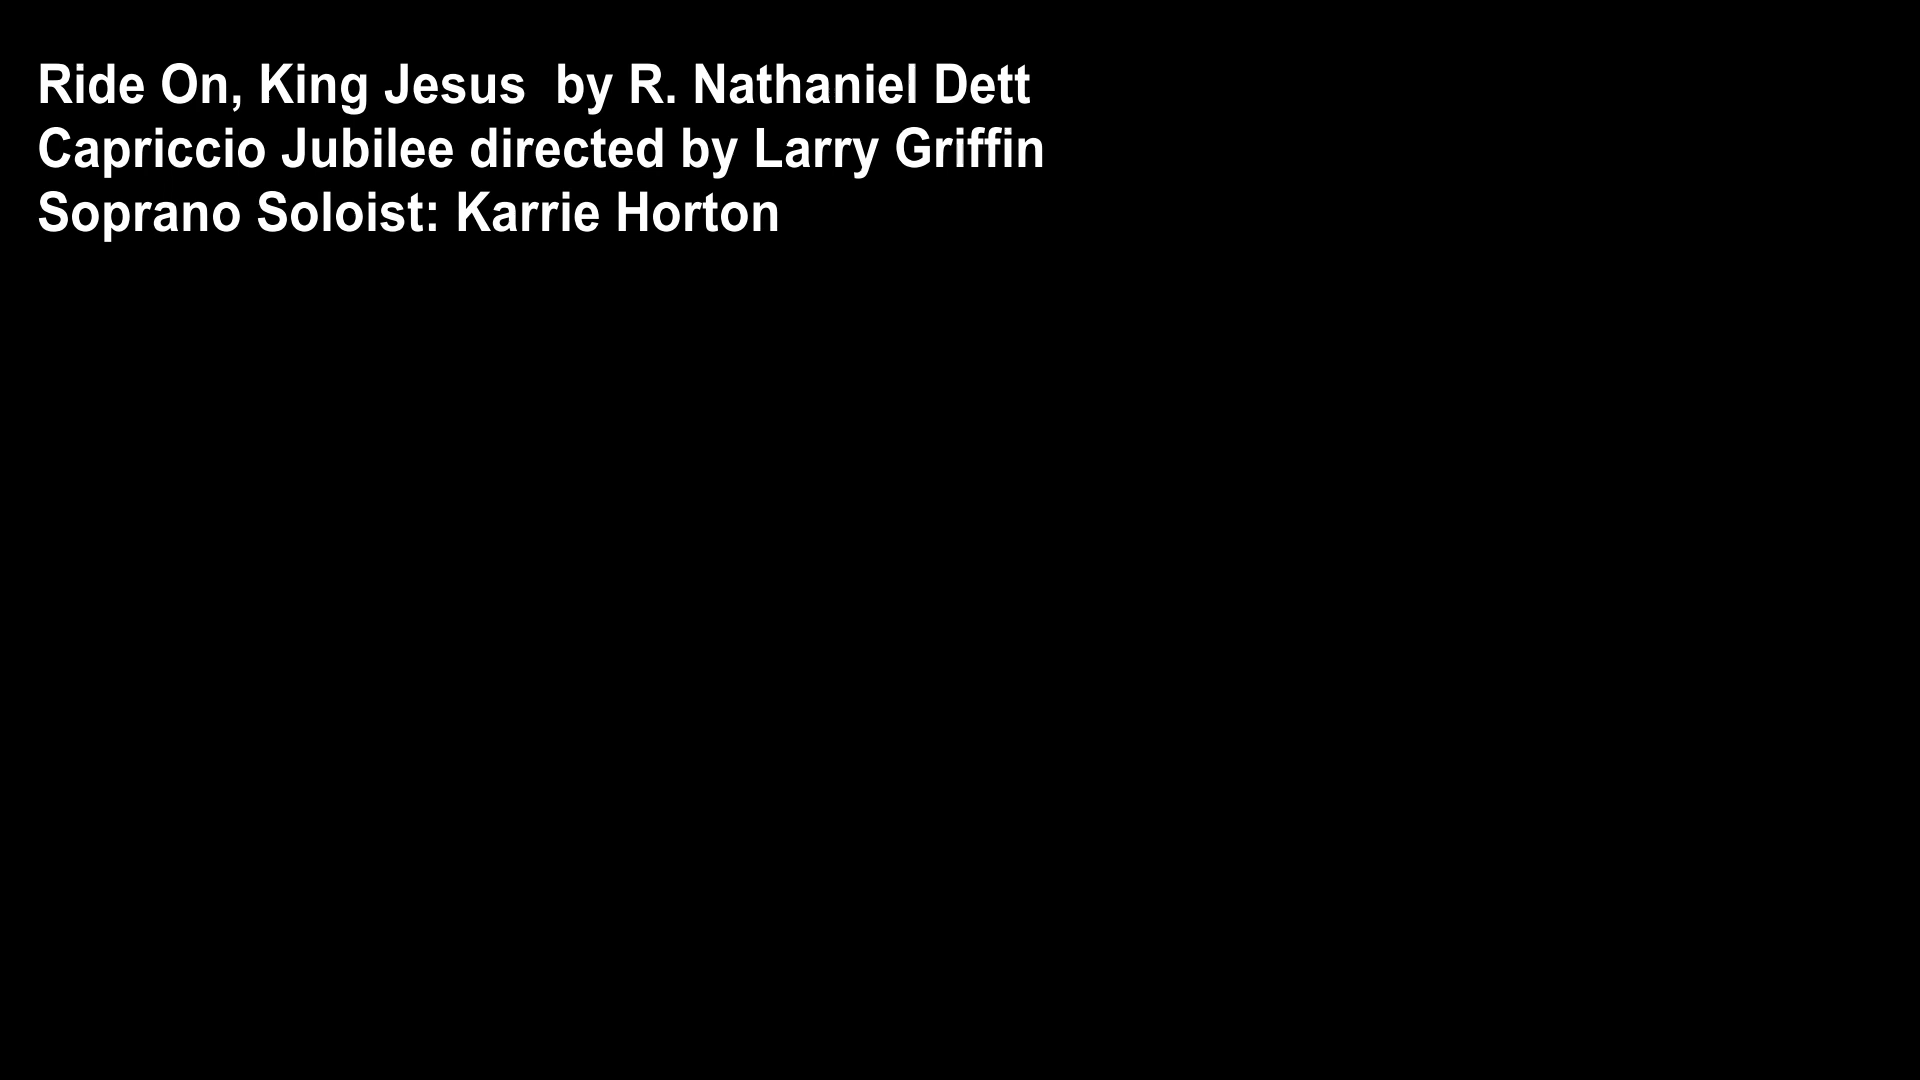 Ride On, King Jesus  by R. Nathaniel Dett
Capriccio Jubilee directed by Larry Griffin
Soprano Soloist: Karrie Horton